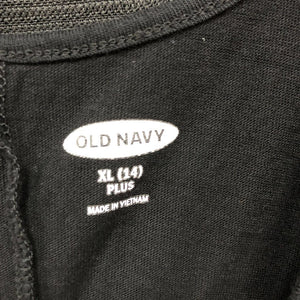 OLD NAVY
XL (14)
PLUS
MADE IN VIETNAM